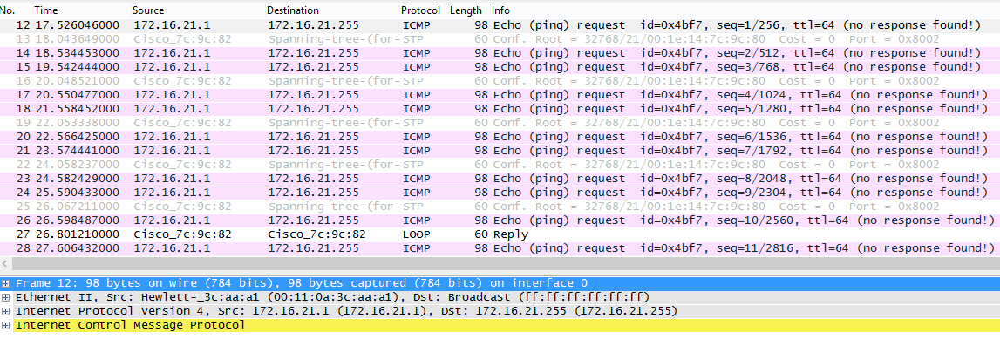 No. Time Source Destination Protocol Length Info
12 17.526046000 172.16.21.1 172.16.21.255 ICMP 98 Echo (ping) request id=0x4bf7, seq=1/256, ttl=64 (no response found!)
13 18.043649000 Cisco_7c:9c:82 Spanning-tree-(for- STP 60 Conf. Root = 32768/21/00:1e:14:7c:9c:80 Cost = 0 Port = 0x8002
14 18.534453000 172.16.21.1 172.16.21.255 ICMP 98 Echo (ping) request id=0x4bf7, seq=2/512, ttl=64 (no response found!)
15 19.542444000 172.16.21.1 172.16.21.255 ICMP 98 Echo (ping) request id=0x4bf7, seq=3/768, ttl=64 (no response found!)
16 20.048521000 Cisco_7c:9c:82 Spanning-tree-(for- STP 60 Conf. Root = 32768/21/00:1e:14:7c:9c:80 Cost = 0 Port = 0x8002
17 20.550477000 172.16.21.1 172.16.21.255 ICMP 98 Echo (ping) request id=0x4bf7, seq=4/1024, ttl=64 (no response found!)
18 21.558452000 172.16.21.1 172.16.21.255 ICMP 98 Echo (ping) request id=0x4bf7, seq=5/1280, ttl=64 (no response found!)
19 22.053338000 Cisco_7c:9c:82 Spanning-tree-(for- STP 60 Conf. Root = 32768/21/00:1e:14:7c:9c:80 Cost = 0 Port = 0x8002
20 22.566425000 172.16.21.1 172.16.21.255 ICMP 98 Echo (ping) request id=0x4bf7, seq=6/1536, ttl=64 (no response found!)
21 23.574441000 172.16.21.1 172.16.21.255 ICMP 98 Echo (ping) request id=0x4bf7, seq=7/1792, ttl=64 (no response found!)
22 24.058237000 Cisco_7c:9c:82 Spanning-tree-(for- STP 60 Conf. Root = 32768/21/00:1e:14:7c:9c:80 Cost = 0 Port = 0x8002
23 24.582429000 172.16.21.1 172.16.21.255 ICMP 98 Echo (ping) request id=0x4bf7, seq=8/2048, ttl=64 (no response found!)
24 25.590433000 172.16.21.1 172.16.21.255 ICMP 98 Echo (ping) request id=0x4bf7, seq=9/2304, ttl=64 (no response found!)
25 26.067211000 Cisco_7c:9c:82 Spanning-tree-(for- STP 60 Conf. Root = 32768/21/00:1e:14:7c:9c:80 Cost = 0 Port = 0x8002
26 26.598487000 172.16.21.1 172.16.21.255 ICMP 98 Echo (ping) request id=0x4bf7, seq=10/2560, ttl=64 (no response found!)
27 26.801210000 Cisco_7c:9c:82 Cisco_7c:9c:82 LOOP 60 Reply
28 27.606432000 172.16.21.1 172.16.21.255 ICMP 98 Echo (ping) request id=0x4bf7, seq=11/2816, ttl=64 (no response found!)
Frame 12: 98 bytes on wire (784 bits), 98 bytes captured (784 bits) on interface 0
Ethernet II, Src: Hewlett-_3c:aa:a1 (00:11:0a:3c:aa:a1), Dst: Broadcast (ff:ff:ff:ff:ff:ff)
Internet Protocol Version 4, Src: 172.16.21.1 (172.16.21.1), Dst: 172.16.21.255 (172.16.21.255)
Internet Control Message Protocol